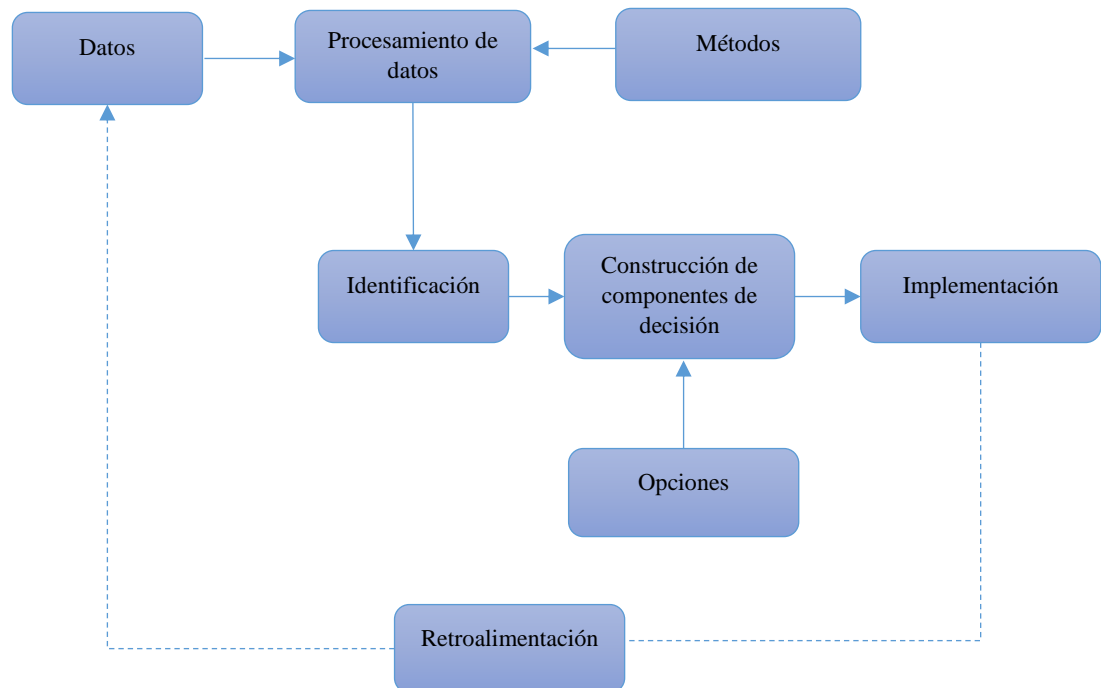 Datos
Procesamiento de
datos
Métodos
Identificación
Construcción de
componentes de
decisión
Implementación
Opciones
Retroalimentación